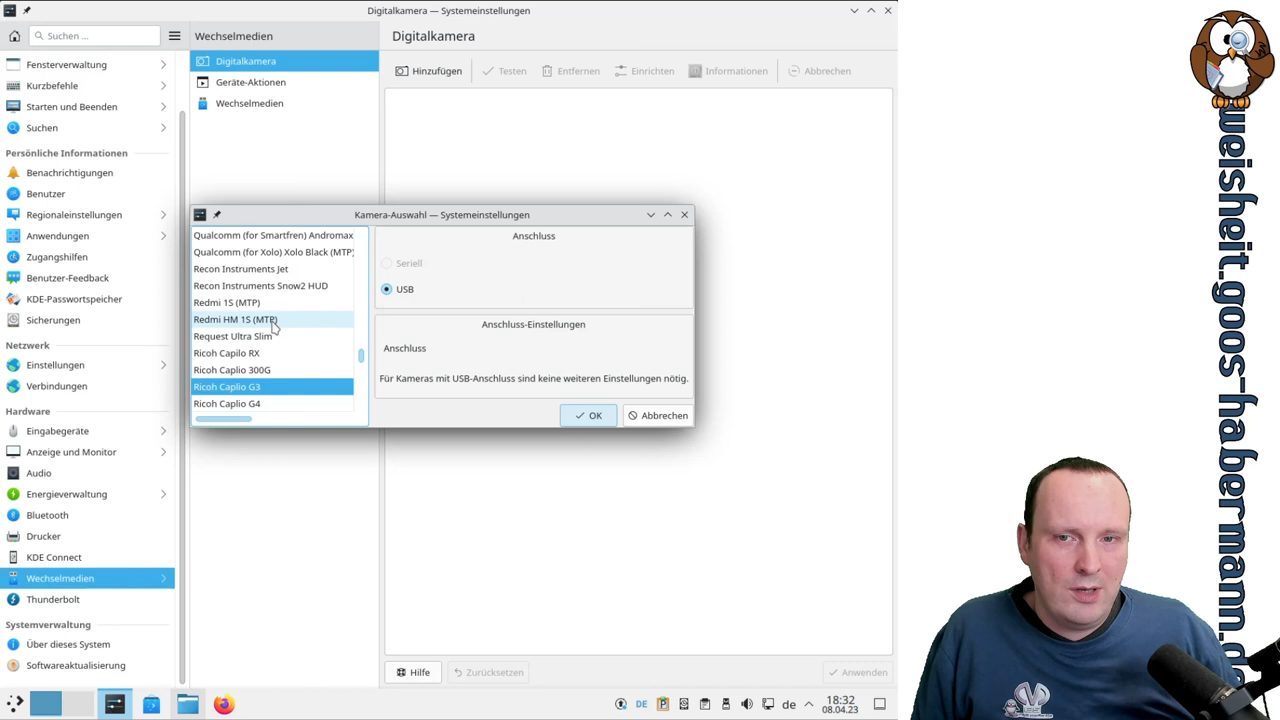 Digitalkamera — Systemeinstellungen
Suchen ...
Fensterverwaltung
Kurzbefehle
Starten und Beenden
Suchen
Persönliche Informationen
Benachrichtigungen
Benutzer
Regionaleinstellungen
Anwendungen
Zugangshilfen
Benutzer-Feedback
KDE-Passwortspeicher
Sicherungen
Netzwerk
Einstellungen
Verbindungen
Hardware
Eingabegeräte
Anzeige und Monitor
Audio
Energieverwaltung
Bluetooth
Drucker
KDE Connect
Wechselmedien
Thunderbolt
Systemverwaltung
Über dieses System
Softwareaktualisierung
Wechselmedien
Digitalkamera
Geräte-Aktionen
Wechselmedien
Digitalkamera
Hinzufügen
Testen
Entfernen
Einrichten
Informationen
Abbrechen
Kamera-Auswahl — Systemeinstellungen
Qualcomm (for Smartfren) Andromax
Qualcomm (for Xolo) Xolo Black (MTP)
Recon Instruments Jet
Recon Instruments Snow2 HUD
Redmi 1S (MTP)
Redmi HM 1S (MTP)
Request Ultra Slim
Ricoh Capilo RX
Ricoh Caplio 300G
Ricoh Caplio G3
Ricoh Caplio G4
Anschluss
Seriell
USB
Anschluss-Einstellungen
Anschluss
Für Kameras mit USB-Anschluss sind keine weiteren Einstellungen nötig.
OK
Abbrechen
Hilfe
Zurücksetzen
Anwenden
DE
de
18:32
08.04.23
weisheit.goos-habermann.de